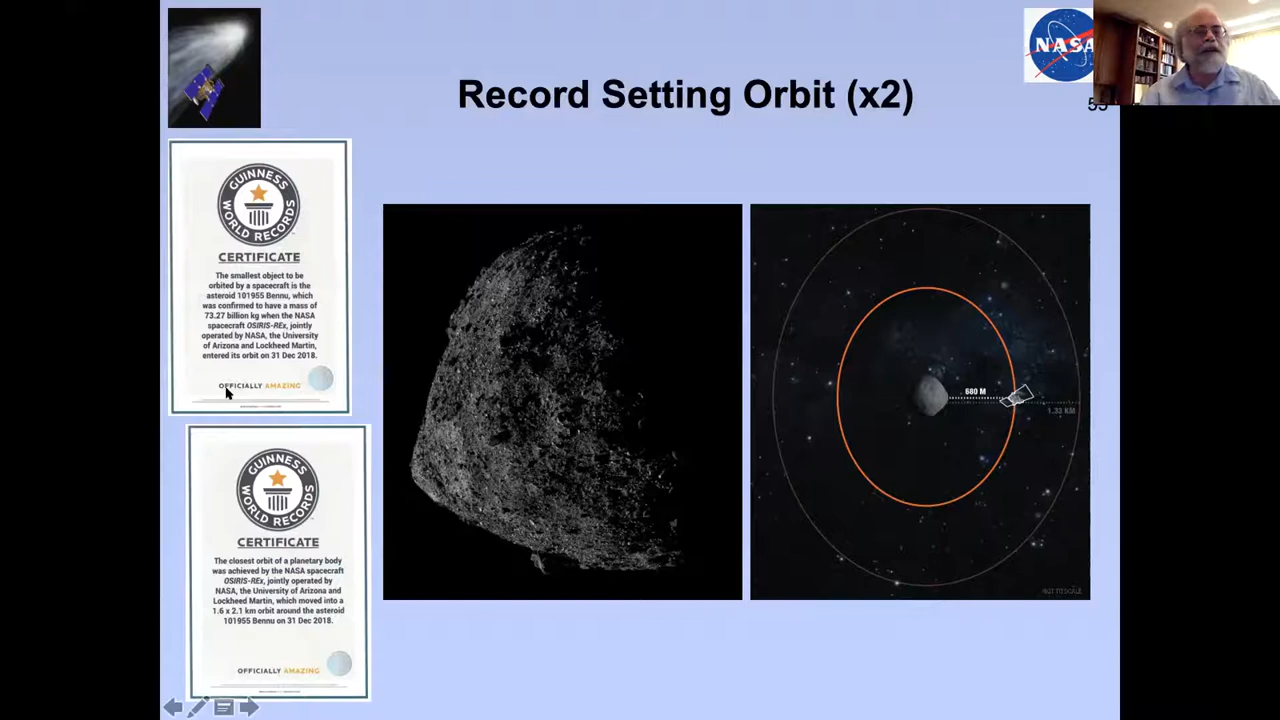 NASA
Record Setting Orbit (x2)
GUINNESS
WORLD RECORDS
CERTIFICATE
The smallest object to be
orbited by a spacecraft is the
asteroid 101955 Bennu, which
was confirmed to have a mass of
73.27 billion kg when the NASA
spacecraft OSIRIS-REx, jointly
operated by NASA, the University
of Arizona and Lockheed Martin,
entered its orbit on 31 Dec 2018.
OFFICIALLY AMAZING
GUINNESS
WORLD RECORDS
CERTIFICATE
The closest orbit of a planetary body
was achieved by the NASA spacecraft
OSIRIS-REx, jointly operated by
NASA, the University of Arizona and
Lockheed Martin, which moved into a
1.6 x 2.1 km orbit around the asteroid
101955 Bennu on 31 Dec 2018.
OFFICIALLY AMAZING
680 M
NOT TO SCALE